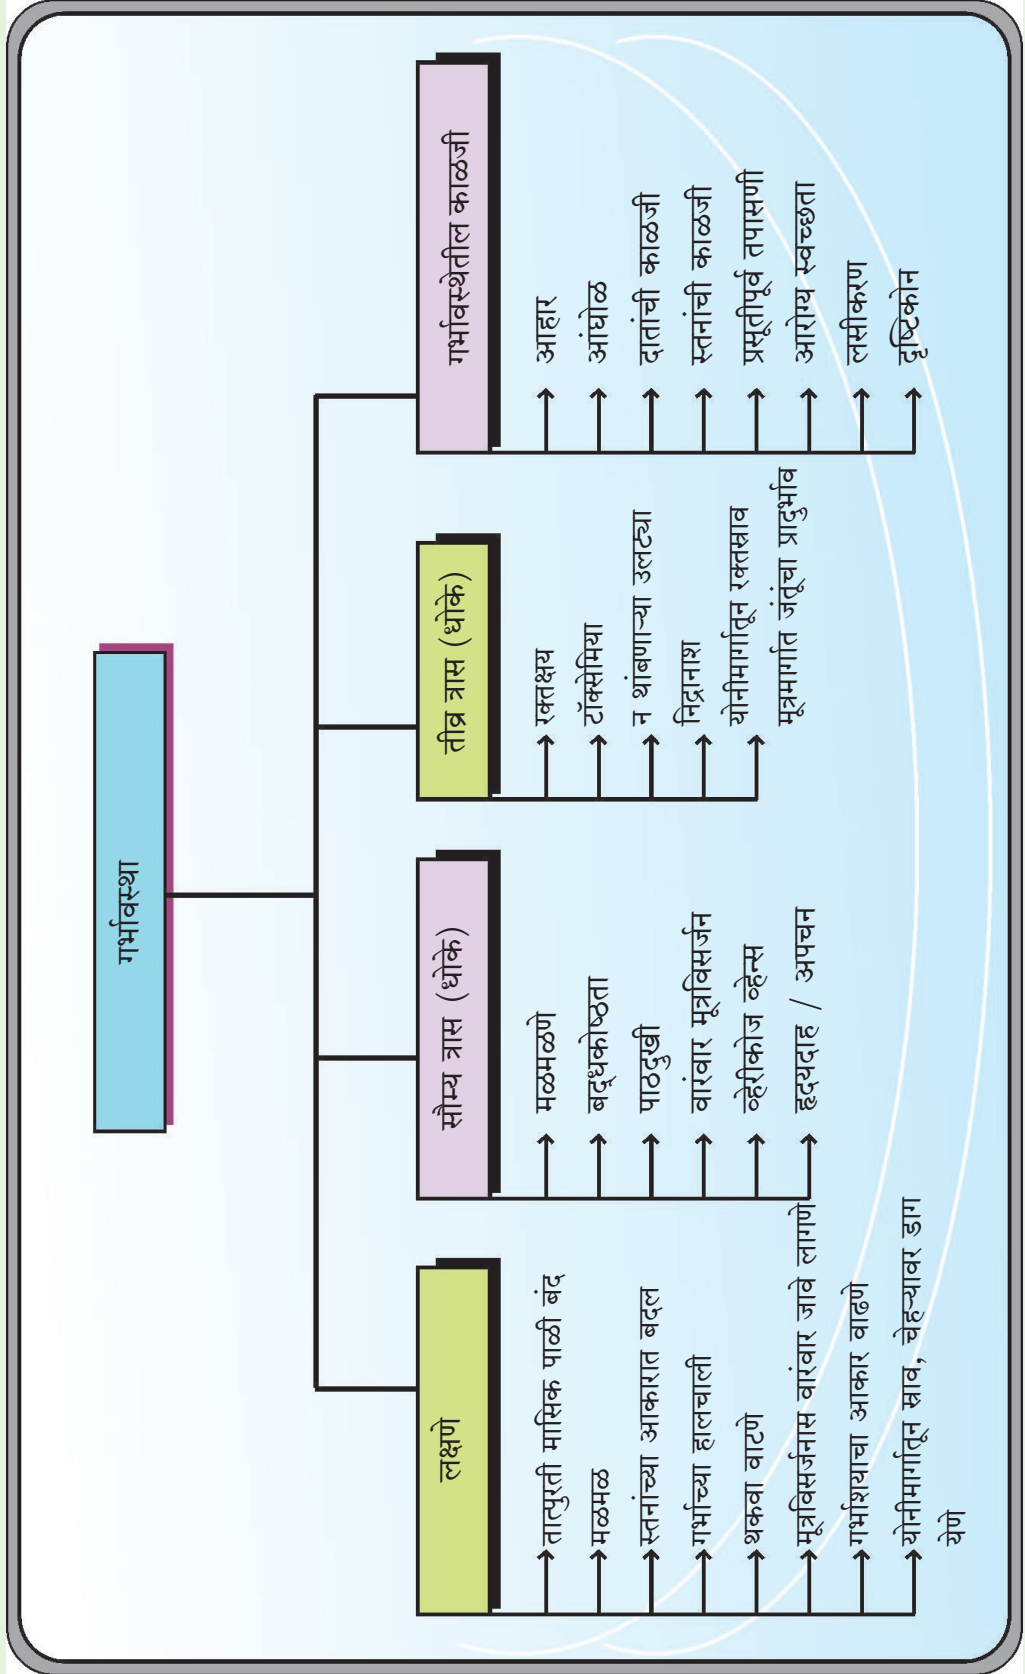 गर्भावस्था
लक्षणे
तात्पुरती मासिक पाळी बंद
मळमळ
स्तनांच्या आकारात बदल
गर्भाच्या हालचाली
थकवा वाटणे
मूत्रविसर्जनास वारंवार जावे लागणे
गर्भाशयाचा आकार वाढणे
योनीमार्गातून स्राव, चेहऱ्यावर डाग
येणे
सौम्य त्रास (धोके)
मळमळणे
बद्धकोष्ठता
पाठदुखी
वारंवार मूत्रविसर्जन
व्हेरीकोज व्हेन्स
हृदयदाह / अपचन
तीव्र त्रास (धोके)
रक्तक्षय
टॉक्सेमिया
न थांबणाऱ्या उलट्या
निद्रानाश
योनीमार्गातून रक्तस्राव
मूत्रमार्गात जंतूंचा प्रादुर्भाव
गर्भावस्थेतील काळजी
आहार
आंघोळ
दातांची काळजी
स्तनांची काळजी
प्रसूतीपूर्व तपासणी
आरोग्य स्वच्छता
लसीकरण
दृष्टिकोन